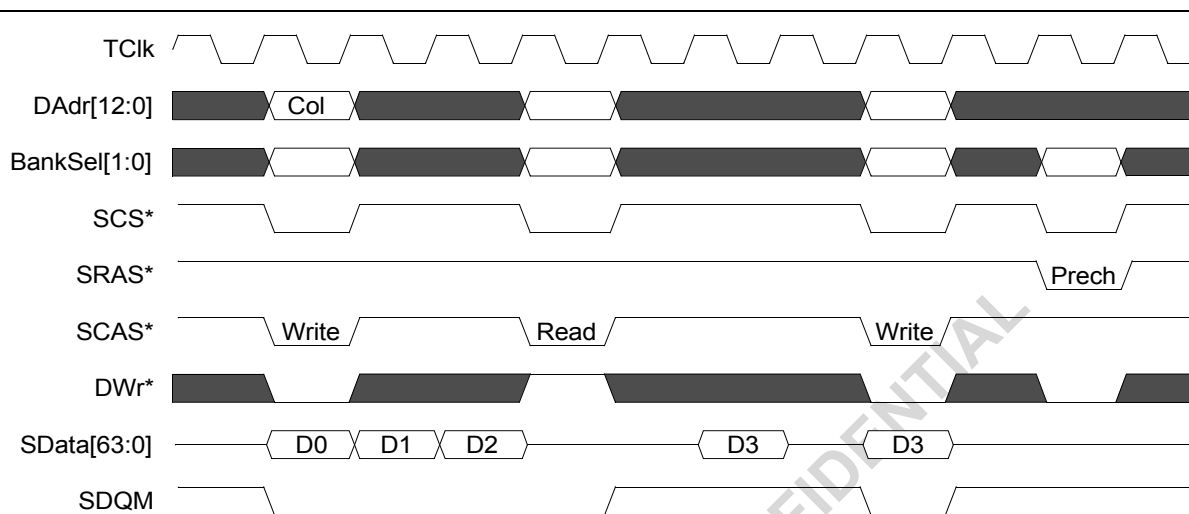 TClk
DAdr[12:0] Col
BankSel[1:0]
SCS*
SRAS* Prech
SCAS* Write Read Write
DWr*
SData[63:0] D0 D1 D2 D3 D3
SDQM
FIDENTIAL